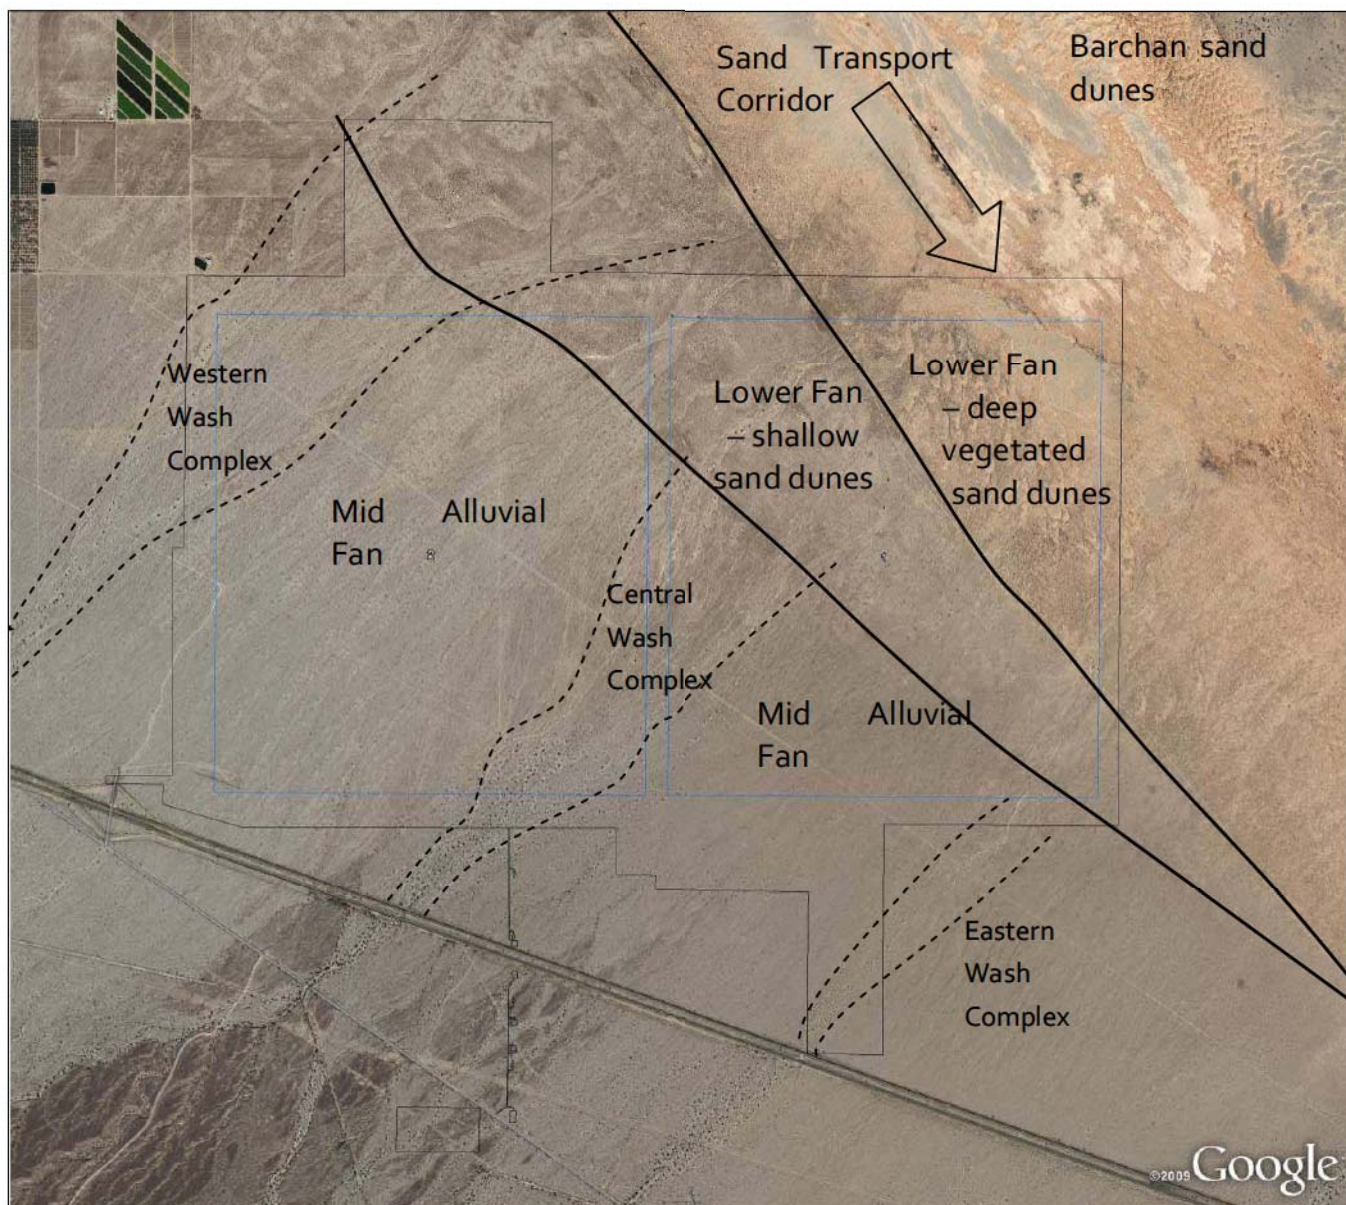 Sand Transport
Corridor
Barchan sand
dunes
Western
Wash
Complex
Lower Fan
– shallow
sand dunes
Lower Fan
– deep
vegetated
sand dunes
Mid Alluvial
Fan
Central
Wash
Complex
Mid Alluvial
Fan
Eastern
Wash
Complex
©2009 Google